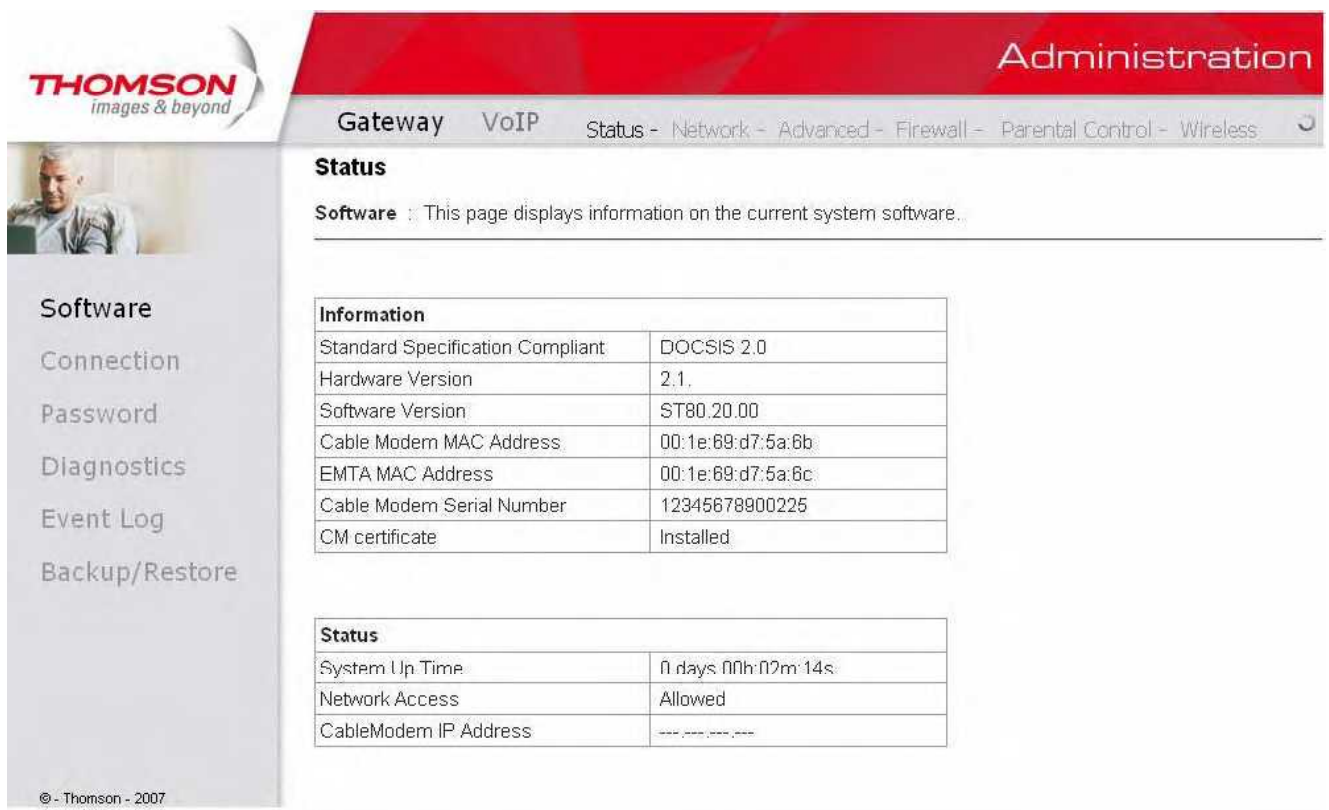 Administration
THOMSON
images & beyond
Gateway VoIP Status - Network - Advanced - Firewall - Parental Control - Wireless
Status
Software : This page displays information on the current system software.
Software
Connection
Password
Diagnostics
Event Log
Backup/Restore
Information
Standard Specification Compliant DOCSIS 2.0
Hardware Version 2.1.
Software Version ST80.20.00
Cable Modem MAC Address 00:1e:69:d7:5a:6b
EMTA MAC Address 00:1e:69:d7:5a:6c
Cable Modem Serial Number 12345678900225
CM certificate Installed
Status
System Up Time 0 days 00h:02m:14s
Network Access Allowed
CableModem IP Address ---.---.---.---
© - Thomson - 2007